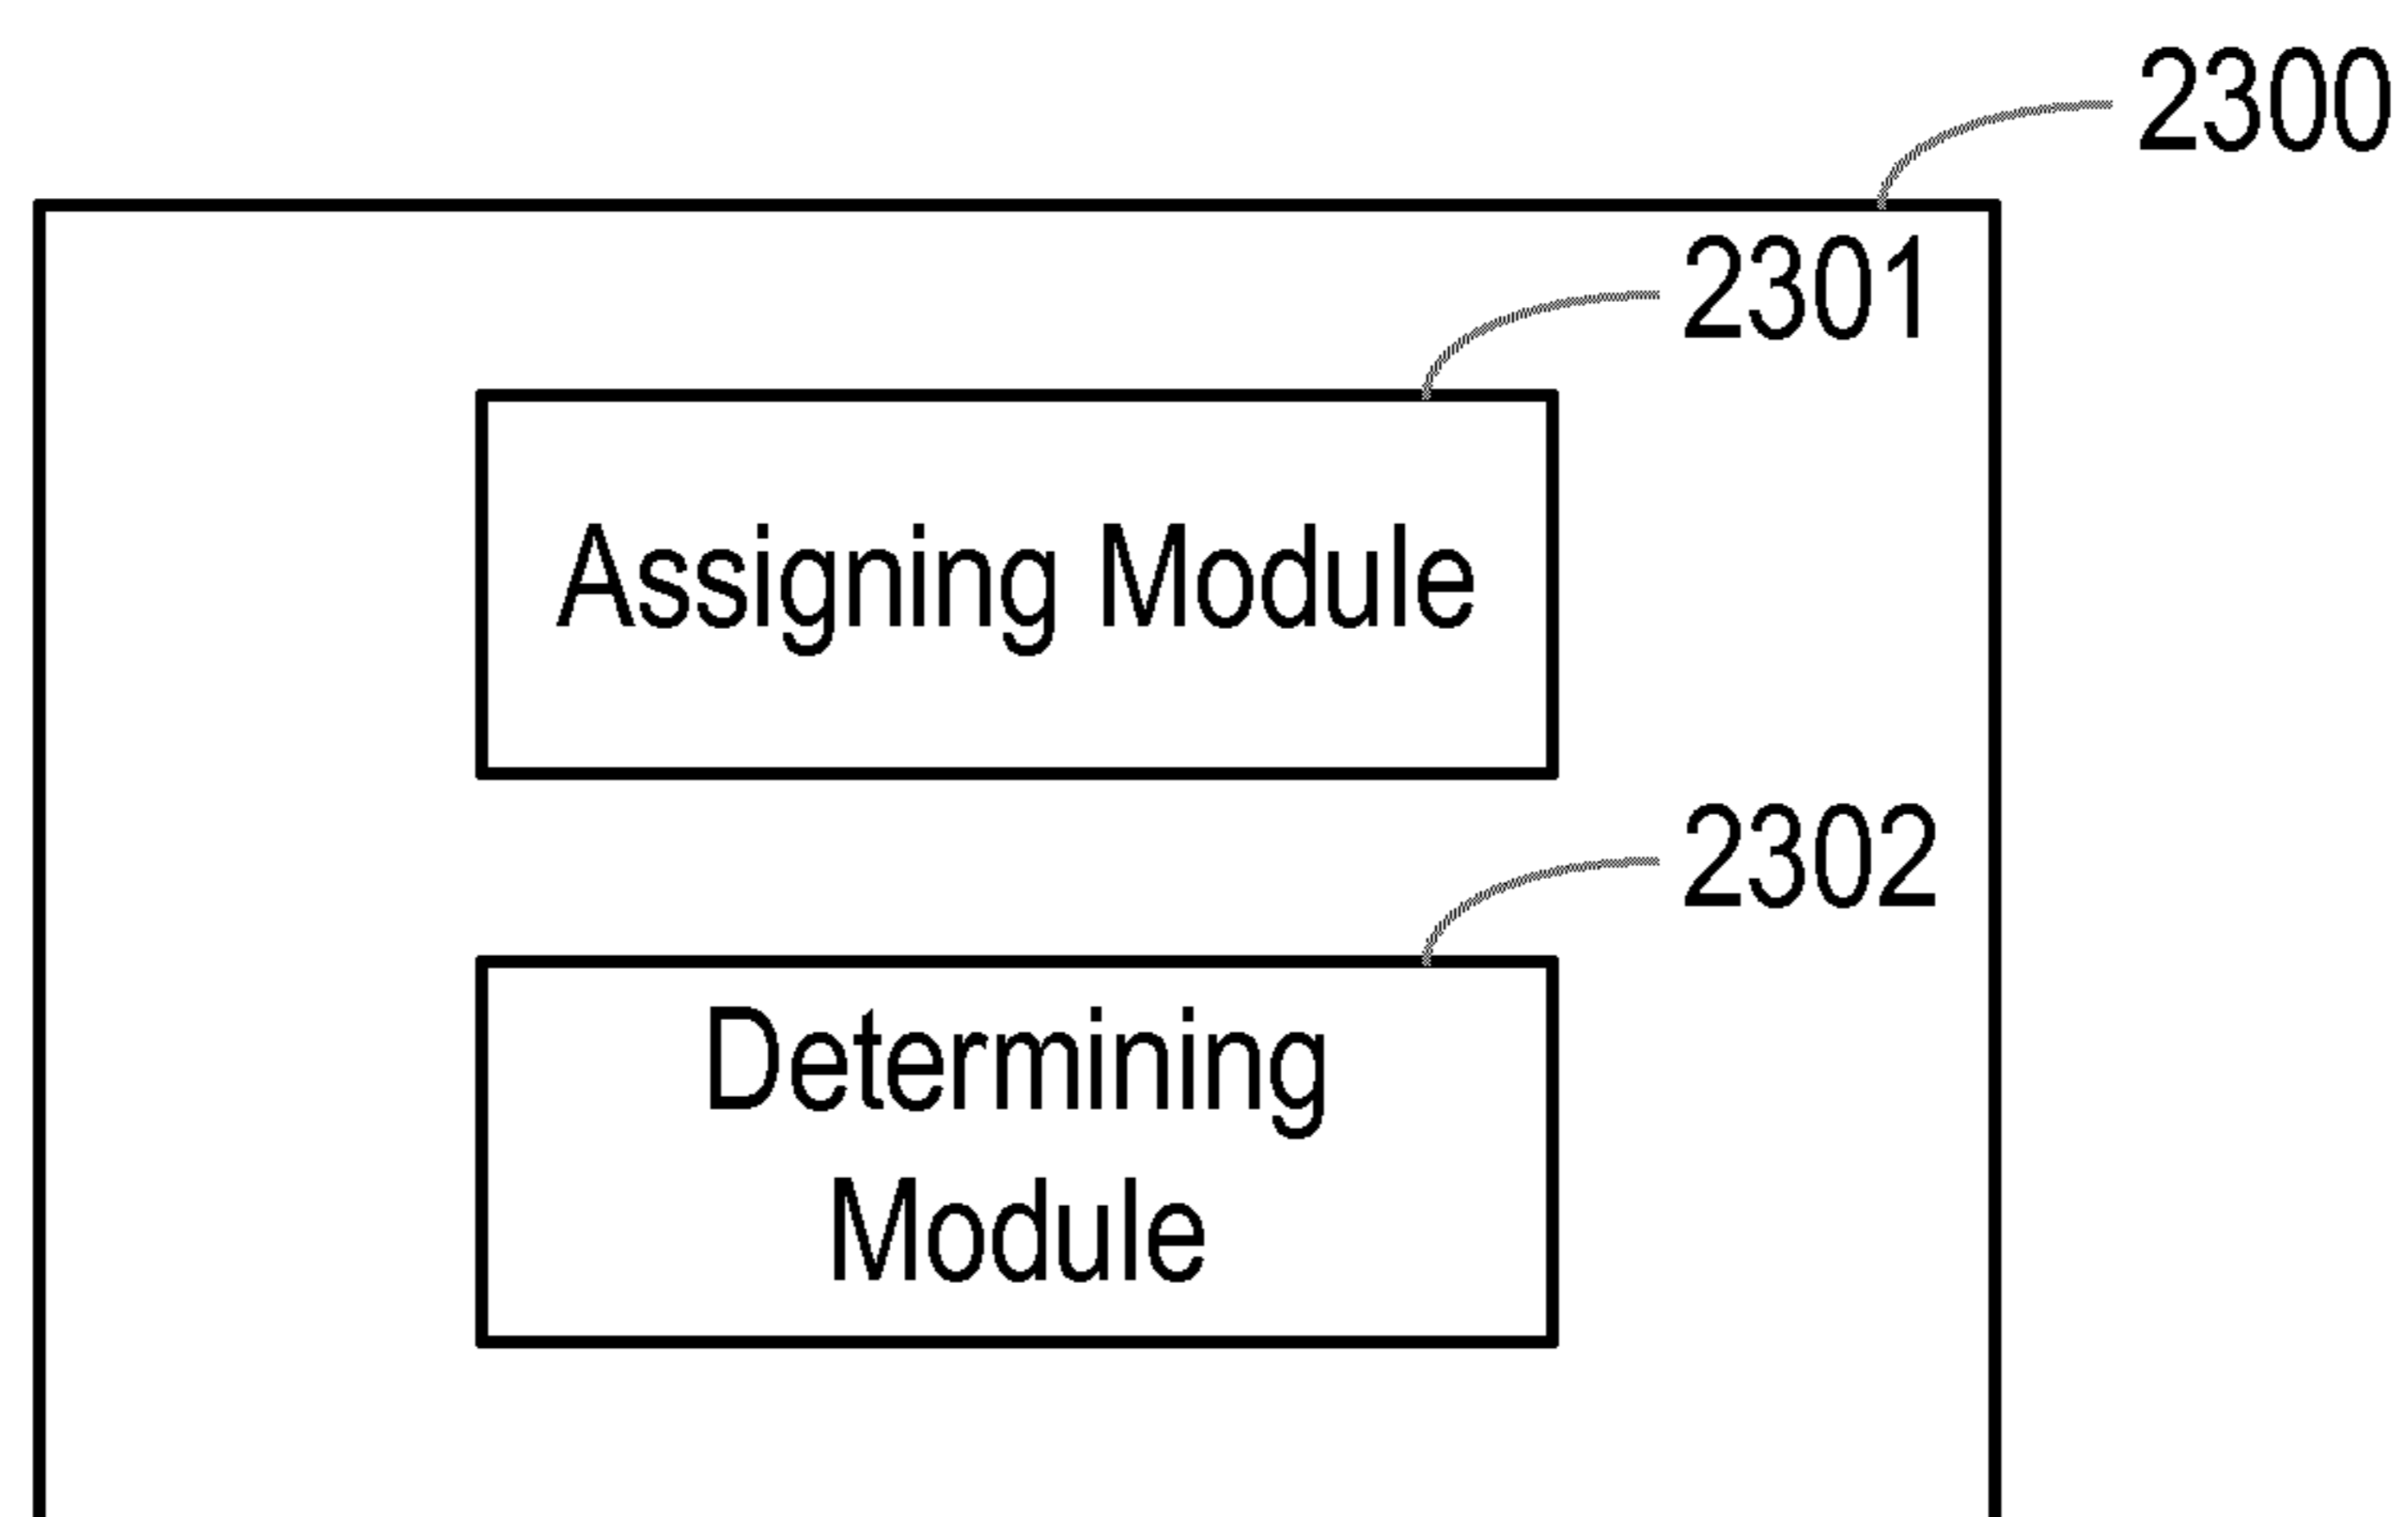 2300
2301
Assigning Module
2302
Determining
Module